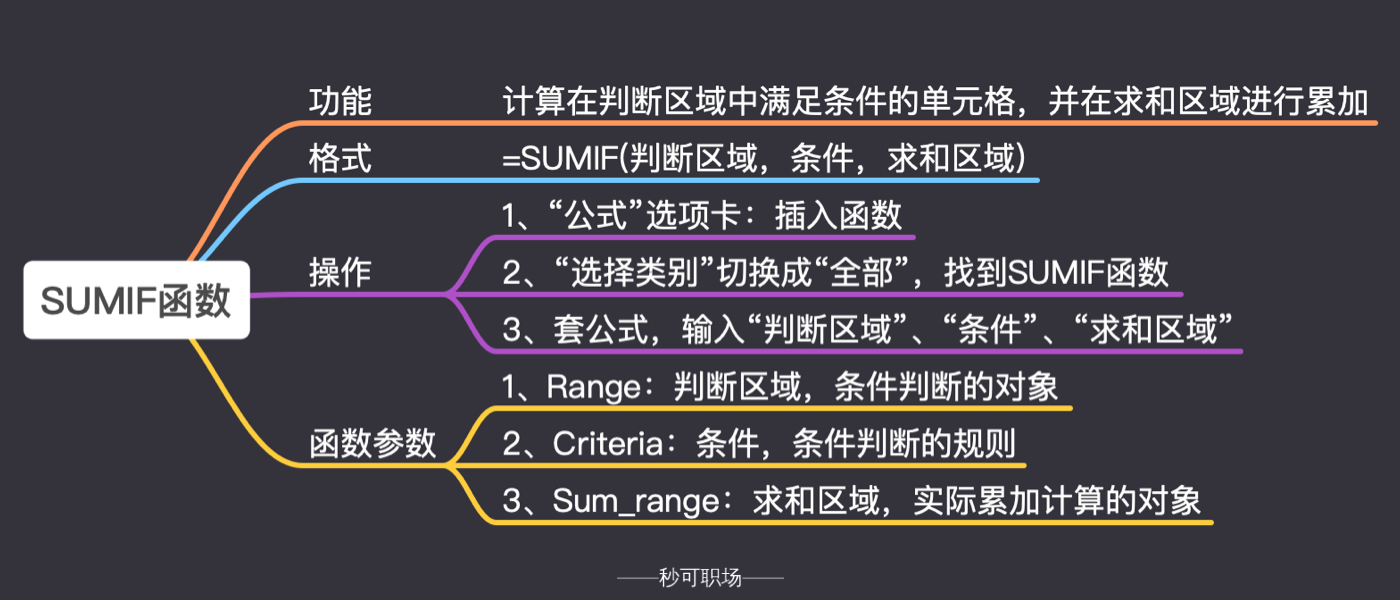 功能
计算在判断区域中满足条件的单元格，并在求和区域进行累加
格式
=SUMIF(判断区域，条件，求和区域)
SUMIF函数
操作
1、“公式”选项卡：插入函数
2、“选择类别”切换成“全部”，找到SUMIF函数
3、套公式，输入“判断区域”、“条件”、“求和区域”
函数参数
1、Range：判断区域，条件判断的对象
2、Criteria：条件，条件判断的规则
3、Sum_range：求和区域，实际累加计算的对象
——秒可职场——